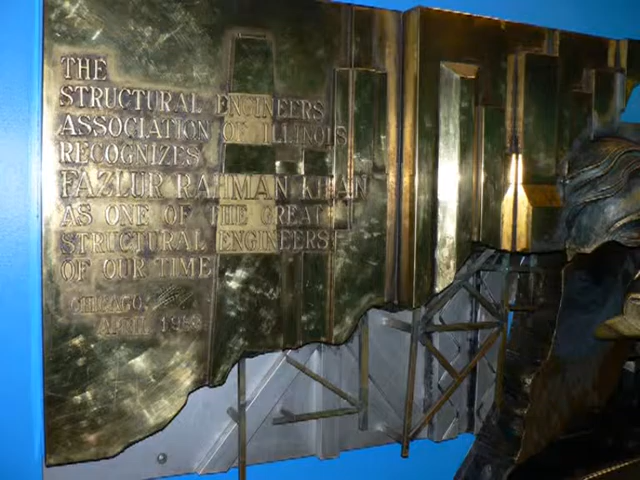 THE
STRUCTURAL ENGINEERS
ASSOCIATION OF ILLINOIS
RECOGNIZES
FAZLUR RAHMAN KHAN
AS ONE OF THE GREAT
STRUCTURAL ENGINEERS
OF OUR TIME
CHICAGO,
APRIL